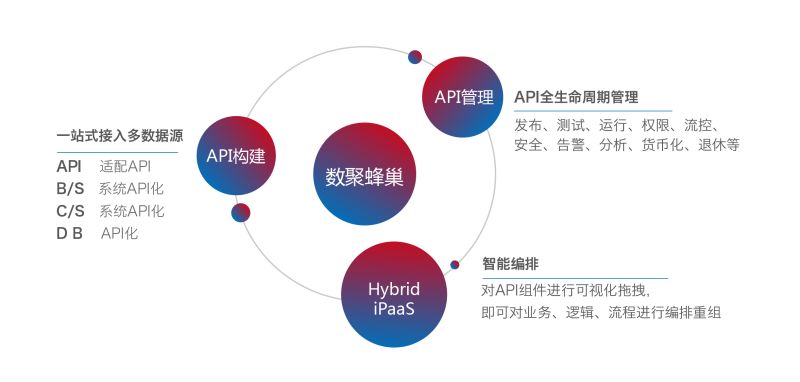 API管理
API全生命周期管理
发布、测试、运行、权限、流控、
安全、告警、分析、货币化、退休等
一站式接入多数据源
API 适配API
B/S 系统API化
C/S 系统API化
D B API化
API构建
数聚蜂巢
Hybrid
iPaaS
智能编排
对API组件进行可视化拖拽,
即可对业务、逻辑、流程进行编排重组